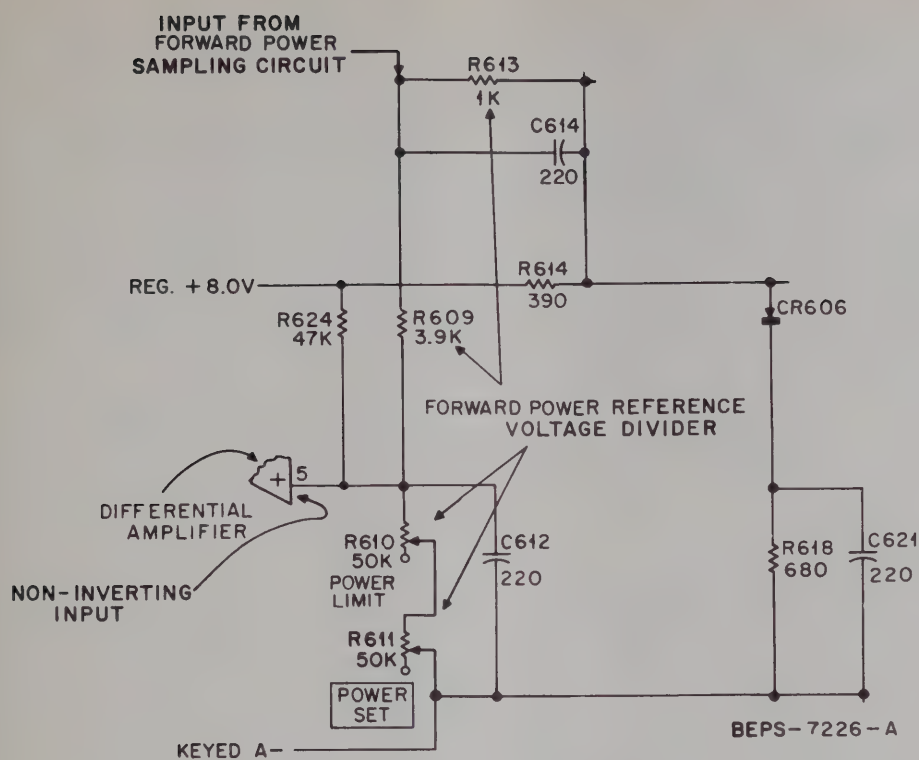 INPUT FROM
FORWARD POWER
SAMPLING CIRCUIT
R613
1K
C614
220
REG. +8.0V
R614
390
CR606
R624
47K
R609
3.9K
FORWARD POWER REFERENCE
VOLTAGE DIVIDER
+
5
DIFFERENTIAL
AMPLIFIER
NON-INVERTING
INPUT
R610
50K
POWER
LIMIT
C612
220
R618
680
C621
220
R611
50K
POWER
SET
KEYED A-
BEPS-7226-A